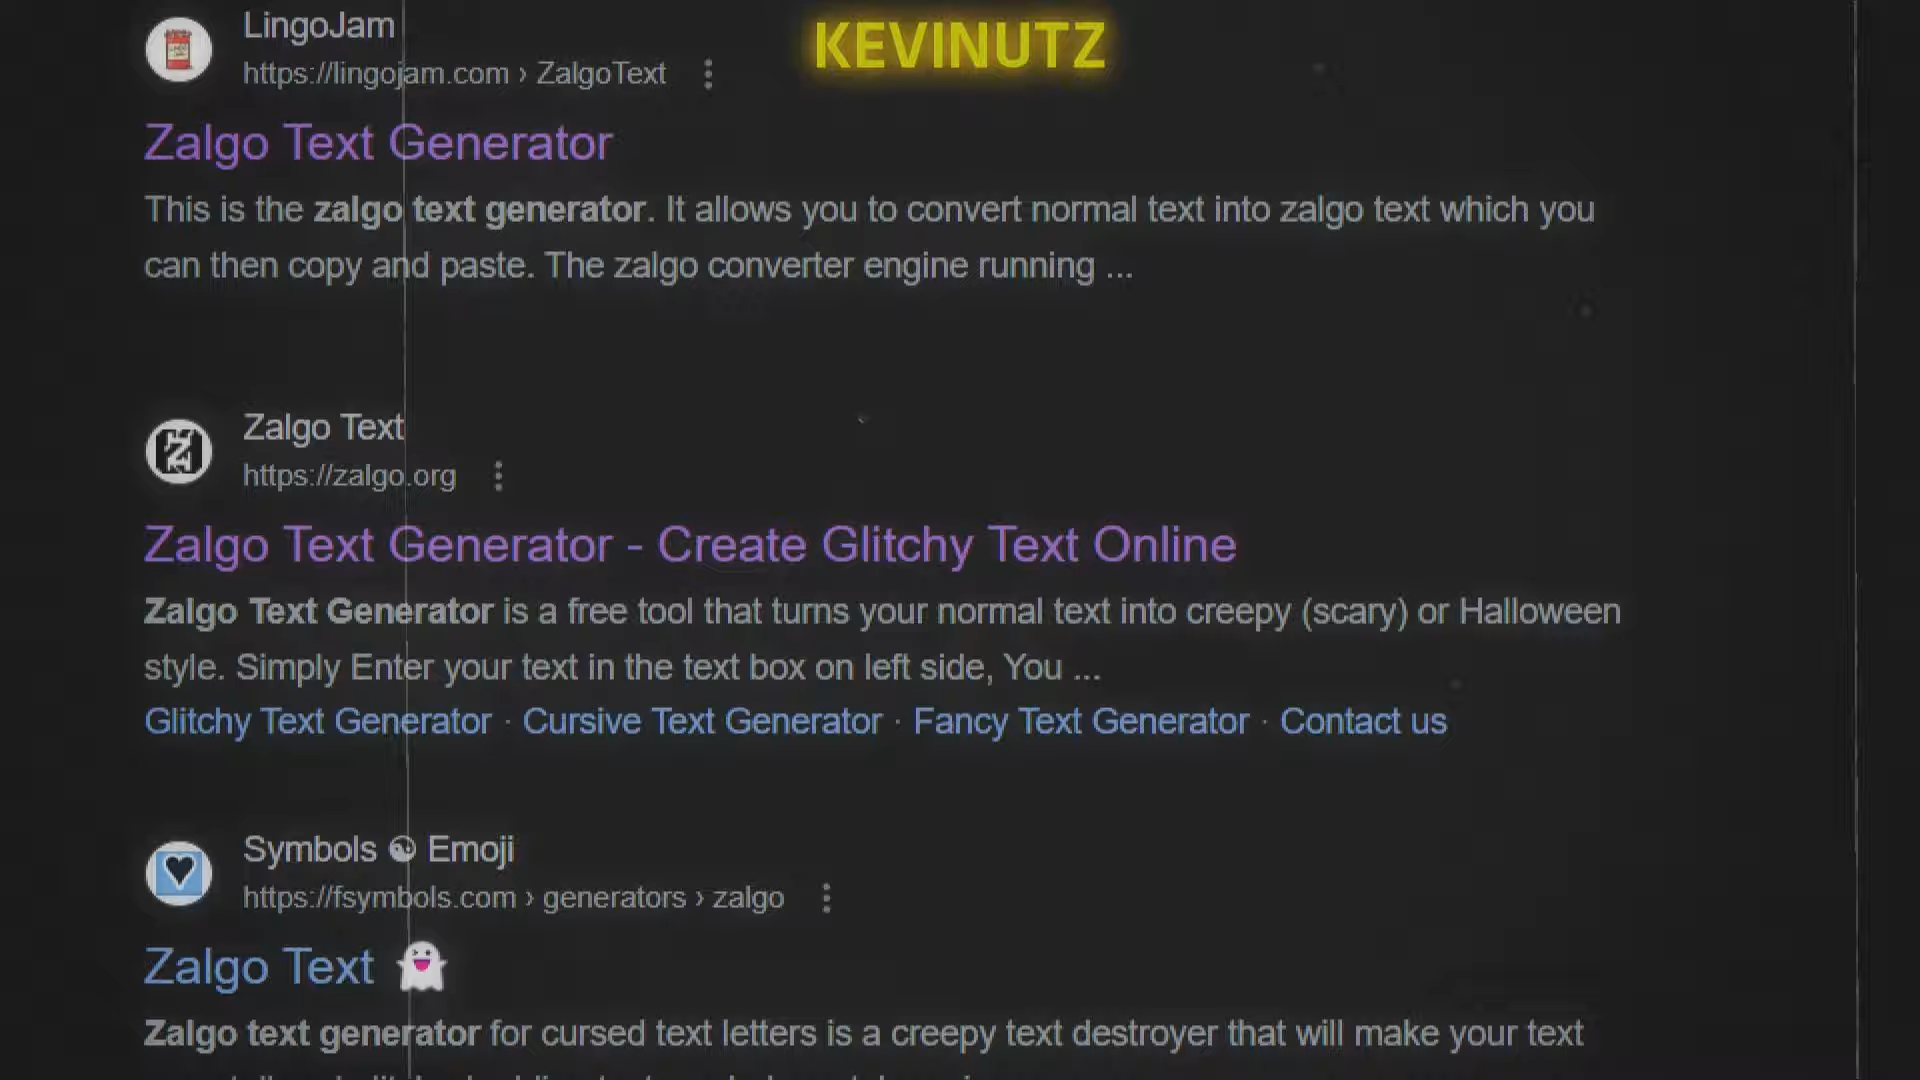 LingoJam
KEVINUTZ
https://lingojam.com › ZalgoText
Zalgo Text Generator
This is the zalgo text generator. It allows you to convert normal text into zalgo text which you
can then copy and paste. The zalgo converter engine running ...
Zalgo Text
https://zalgo.org
Zalgo Text Generator - Create Glitchy Text Online
Zalgo Text Generator is a free tool that turns your normal text into creepy (scary) or Halloween
style. Simply Enter your text in the text box on left side, You ...
Glitchy Text Generator · Cursive Text Generator · Fancy Text Generator · Contact us
Symbols ☯ Emoji
https://fsymbols.com › generators › zalgo
Zalgo Text 👻
Zalgo text generator for cursed text letters is a creepy text destroyer that will make your text